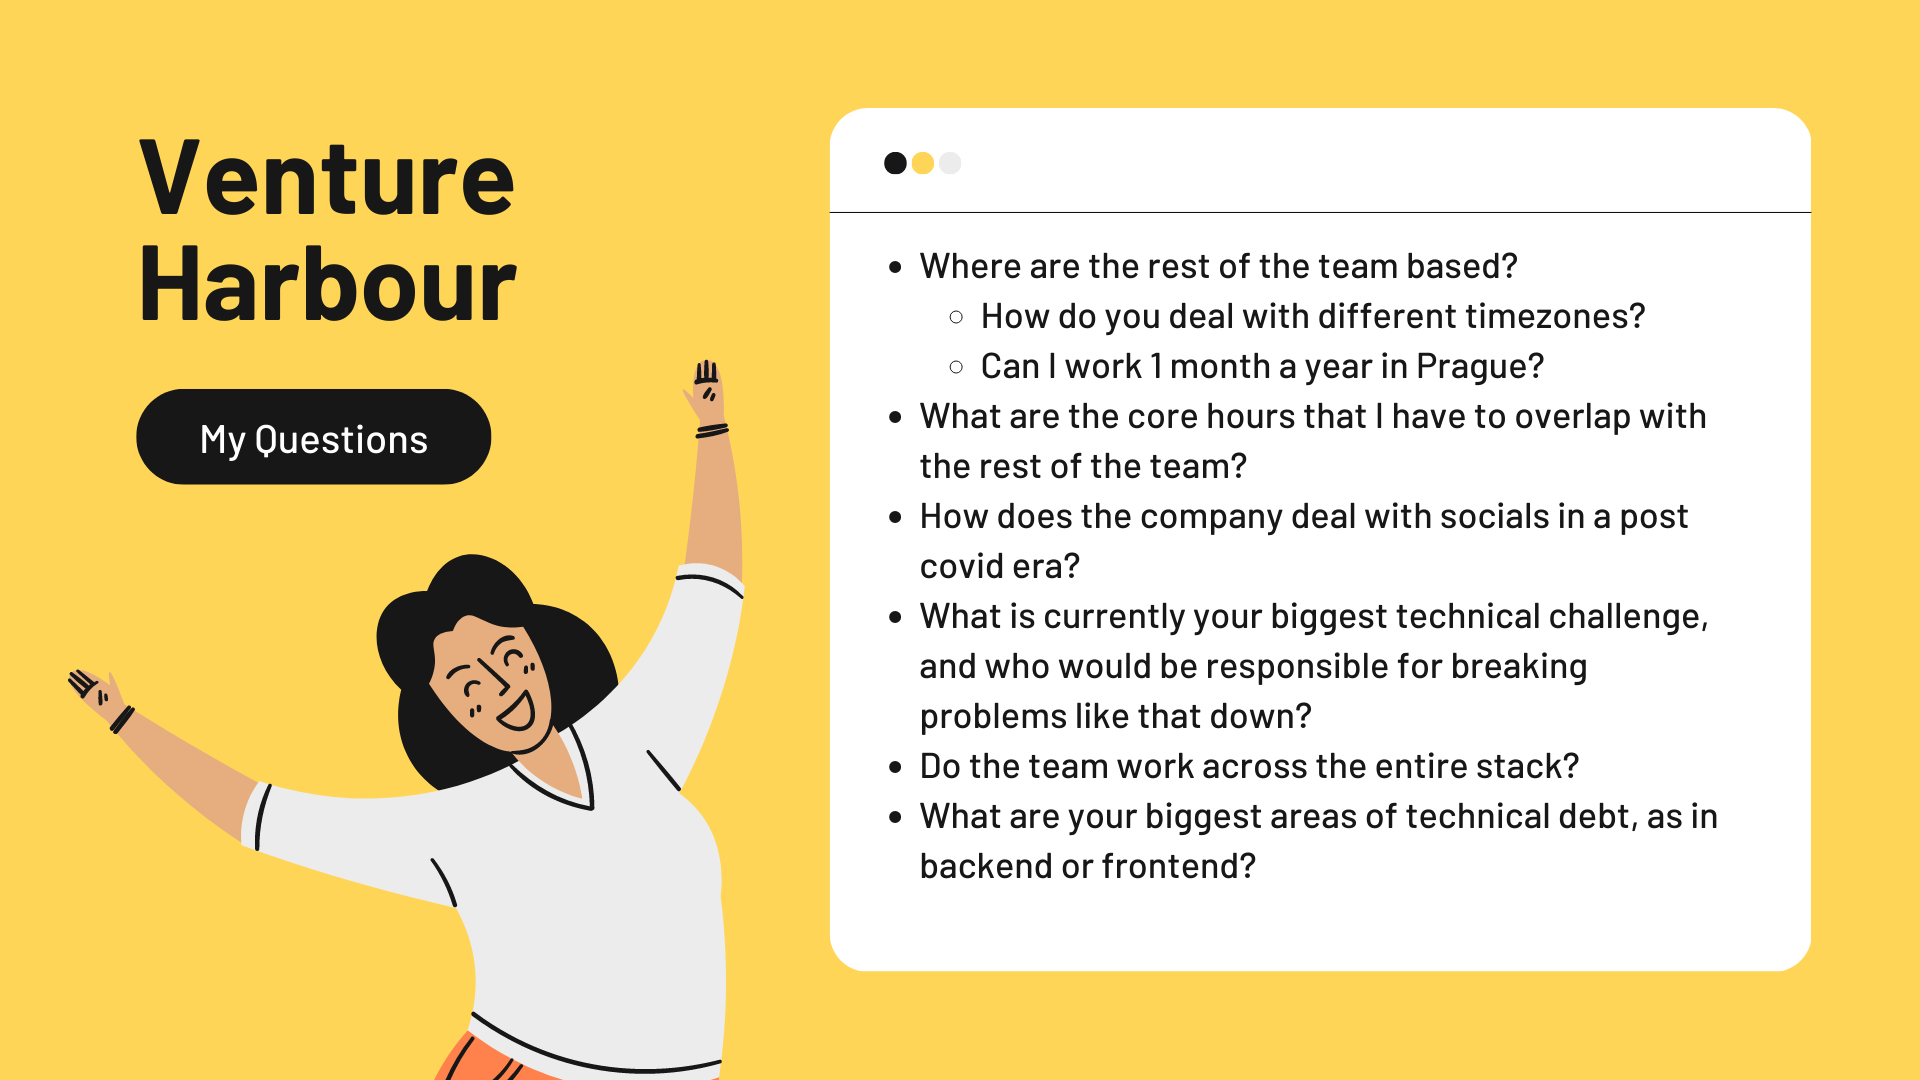 Venture
Harbour
My Questions
Where are the rest of the team based?
How do you deal with different timezones?
Can I work 1 month a year in Prague?
What are the core hours that I have to overlap with
the rest of the team?
How does the company deal with socials in a post
covid era?
What is currently your biggest technical challenge,
and who would be responsible for breaking
problems like that down?
Do the team work across the entire stack?
What are your biggest areas of technical debt, as in
backend or frontend?